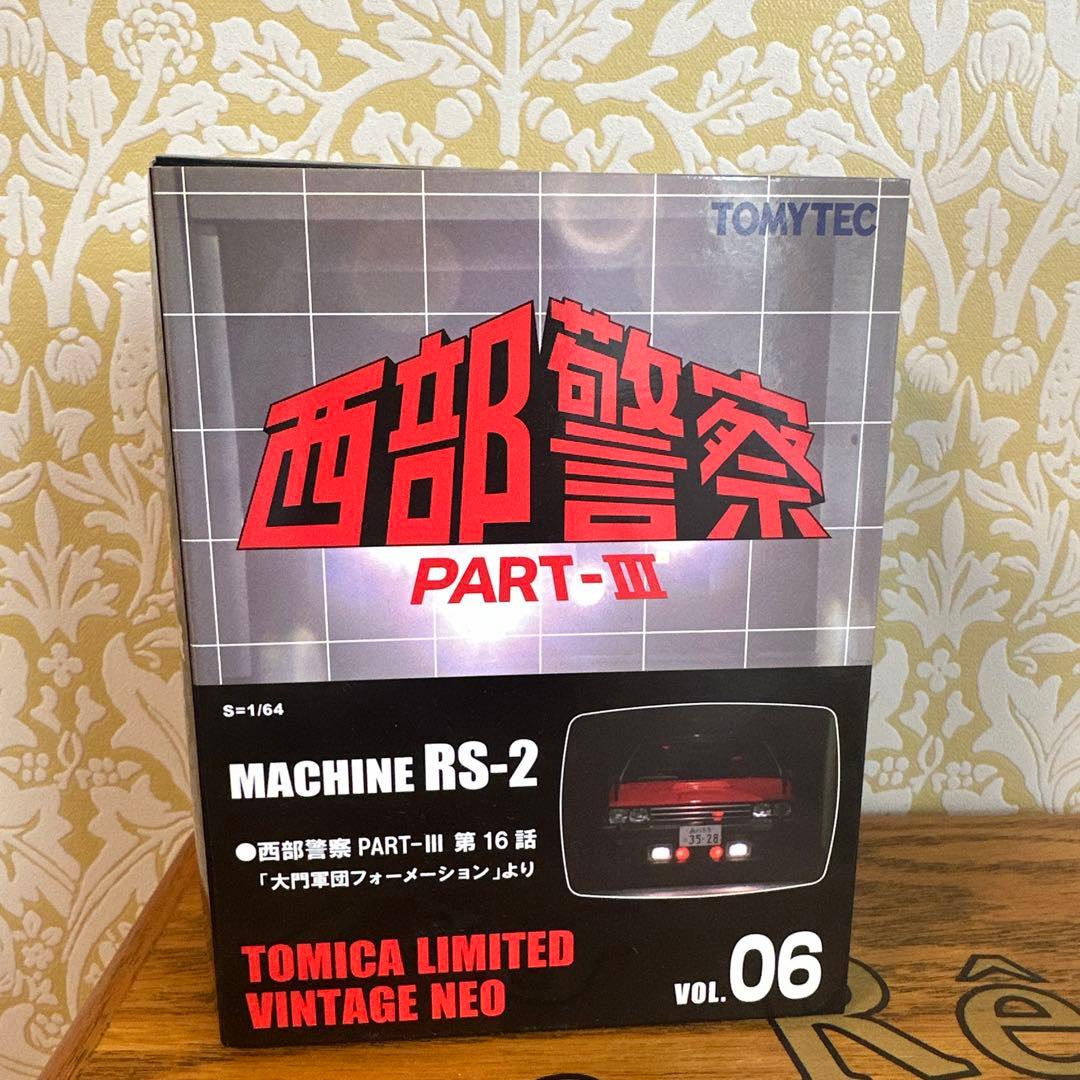 TOMYTEC
西部警察
PART-III
S=1/64
MACHINE RS-2
●西部警察 PART-III 第16話
「大門軍団フォーメーション」より
35-28
TOMICA LIMITED
VINTAGE NEO
VOL. 06
Rê